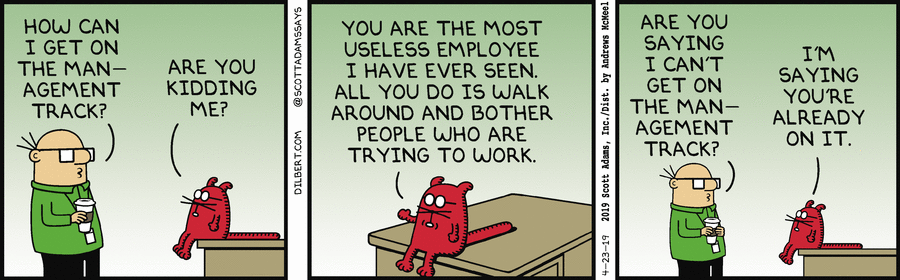 HOW CAN
I GET ON
THE MAN—
AGEMENT
TRACK?
ARE YOU
KIDDING
ME?
DILBERT.COM @SCOTTADAMSSAYS
YOU ARE THE MOST
USELESS EMPLOYEE
I HAVE EVER SEEN.
ALL YOU DO IS WALK
AROUND AND BOTHER
PEOPLE WHO ARE
TRYING TO WORK.
4-23-19 2019 Scott Adams, Inc./Dist. by Andrews McMeel
ARE YOU
SAYING
I CAN'T
GET ON
THE MAN—
AGEMENT
TRACK?
I'M
SAYING
YOU'RE
ALREADY
ON IT.